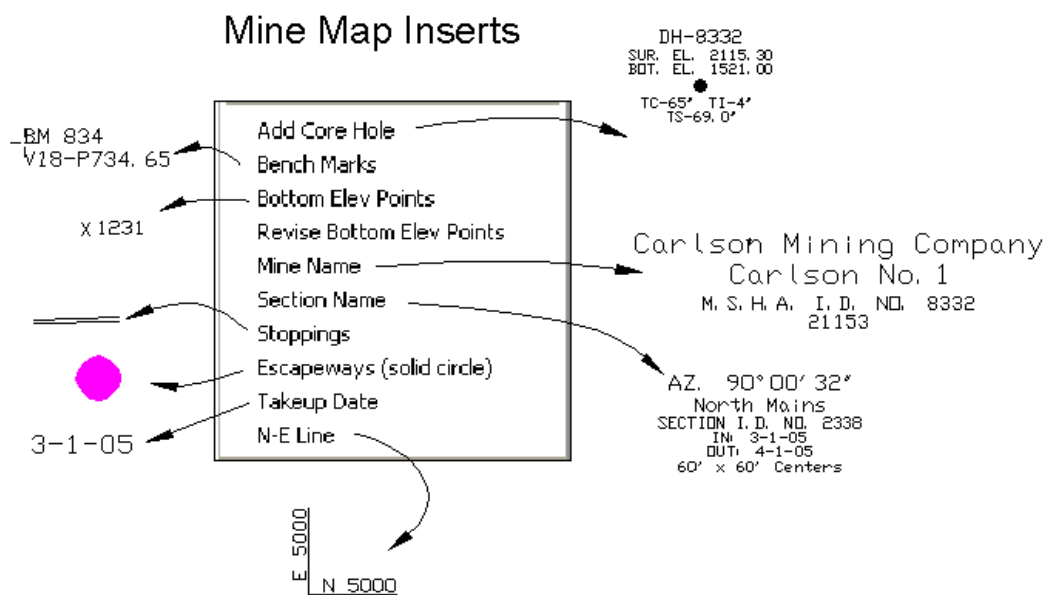 Mine Map Inserts
DH-8332
SUR. EL. 2115.30
BOT. EL. 1521.00
TC-65' TI-4"
TS-69.0'
BM 834
V18-P734.65
X 1231
3-1-05
Add Core Hole
Bench Marks
Bottom Elev Points
Revise Bottom Elev Points
Mine Name
Section Name
Stoppings
Escapeways (solid circle)
Takeup Date
N-E Line
Carlson Mining Company
Carlson No. 1
M.S.H.A. I.D. NO. 8332
21153
AZ. 90°00'32"
North Mains
SECTION I.D. NO. 2338
IN: 3-1-05
OUT: 4-1-05
60' x 60' Centers
E 5000
N 5000